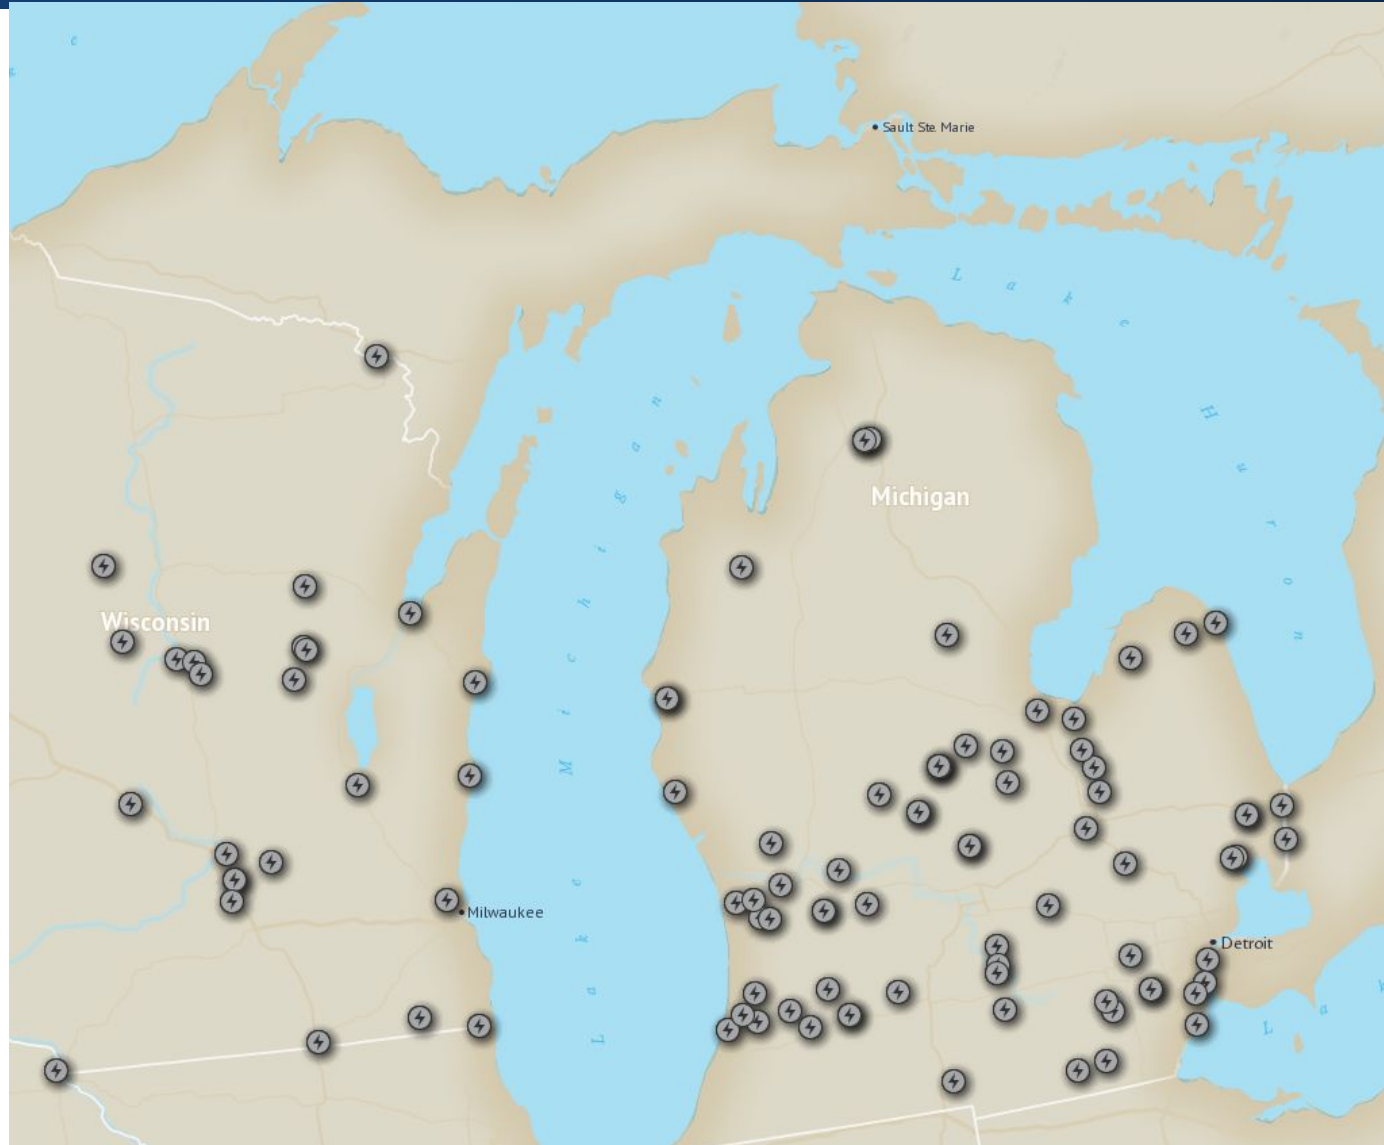 e
Sault Ste. Marie
L a k e
H u r o n
Michigan
Wisconsin
L a k e M i c h i g a n
Milwaukee
Detroit
L a k